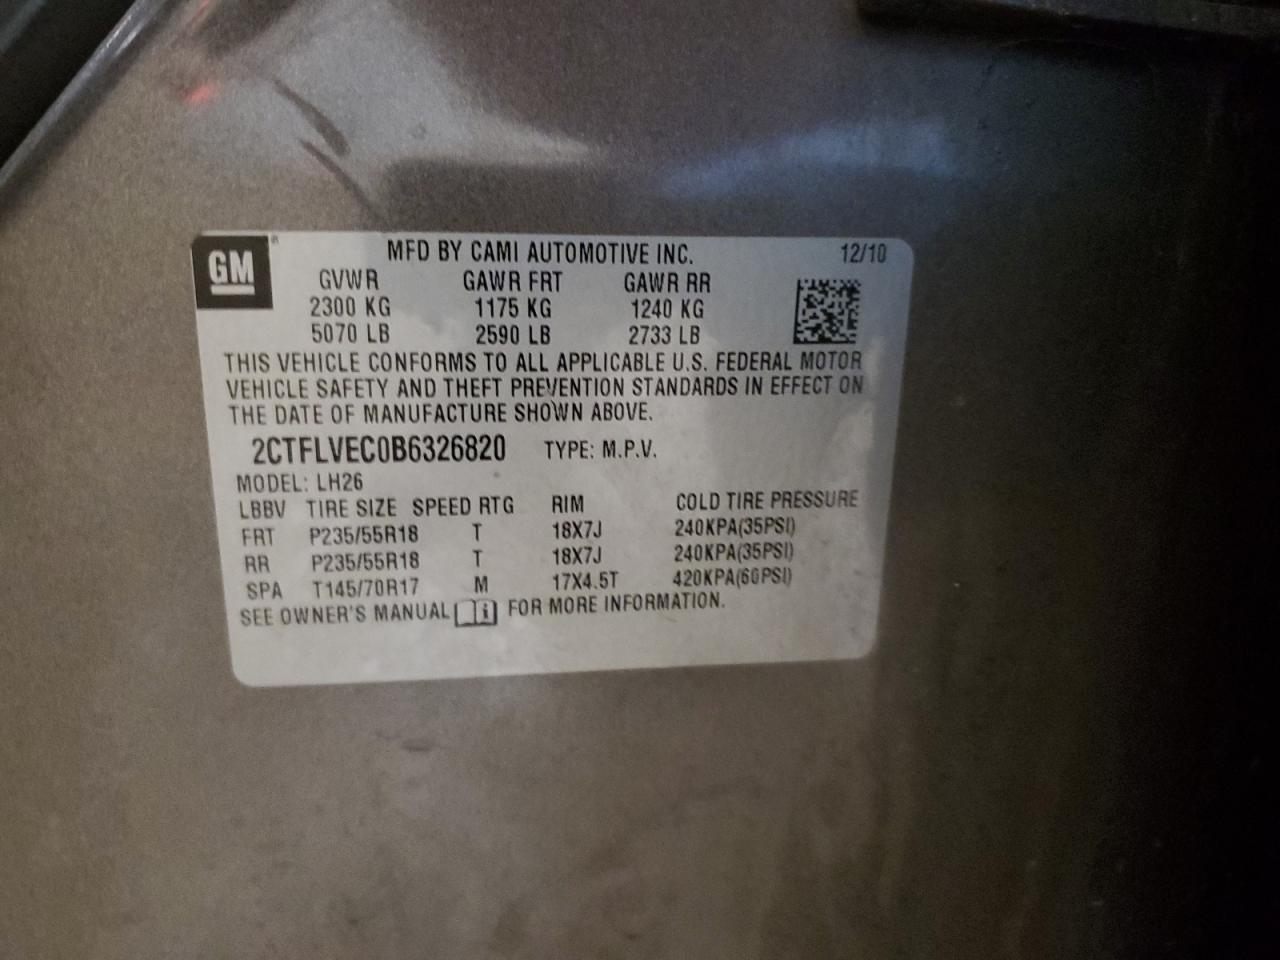 GM
MFD BY CAMI AUTOMOTIVE INC. 12/10
GVWR GAWR FRT GAWR RR
2300 KG 1175 KG 1240 KG
5070 LB 2590 LB 2733 LB
THIS VEHICLE CONFORMS TO ALL APPLICABLE U.S. FEDERAL MOTOR
VEHICLE SAFETY AND THEFT PREVENTION STANDARDS IN EFFECT ON
THE DATE OF MANUFACTURE SHOWN ABOVE.
2CTFLVEC0B6326820 TYPE: M.P.V.
MODEL: LH26
LBBV TIRE SIZE SPEED RTG RIM COLD TIRE PRESSURE
FRT P235/55R18 T 18X7J 240KPA(35PSI)
RR P235/55R18 T 18X7J 240KPA(35PSI)
SPA T145/70R17 M 17X4.5T 420KPA(60PSI)
SEE OWNER'S MANUAL i FOR MORE INFORMATION.